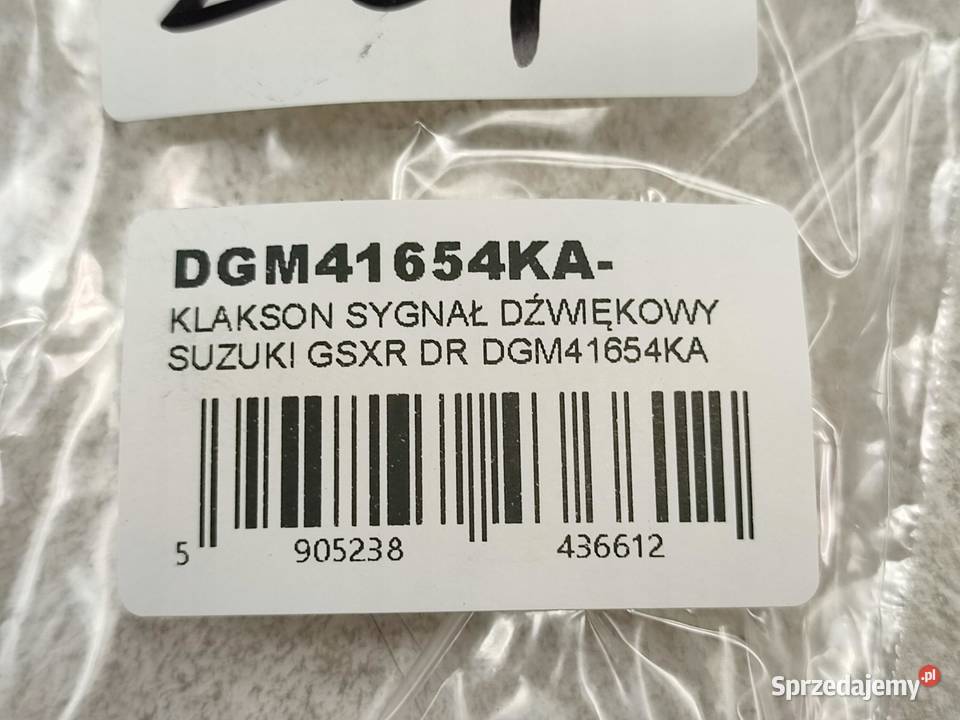 DGM41654KA-
KLAKSON SYGNAŁ DŹWIĘKOWY
SUZUKI GSXR DR DGM41654KA
5 905238 436612
Sprzedajemy.pl